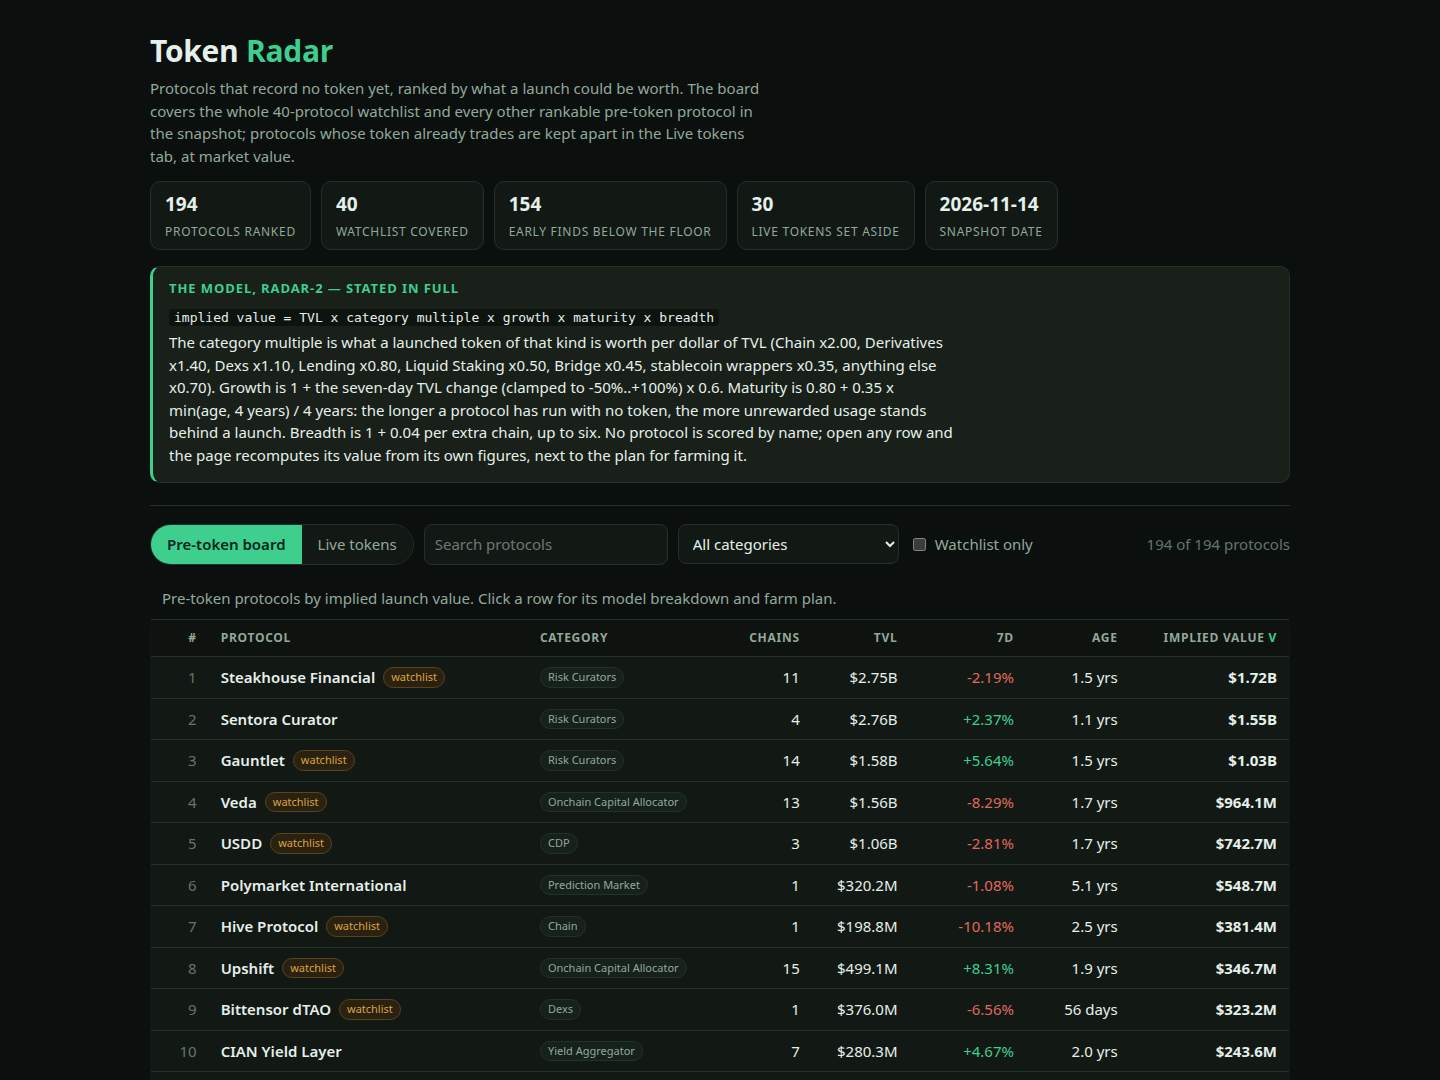 Token Radar
Protocols that record no token yet, ranked by what a launch could be worth. The board
covers the whole 40-protocol watchlist and every other rankable pre-token protocol in
the snapshot; protocols whose token already trades are kept apart in the Live tokens
tab, at market value.
194
PROTOCOLS RANKED
40
WATCHLIST COVERED
154
EARLY FINDS BELOW THE FLOOR
30
LIVE TOKENS SET ASIDE
2026-11-14
SNAPSHOT DATE
THE MODEL, RADAR-2 — STATED IN FULL
implied value = TVL x category multiple x growth x maturity x breadth
The category multiple is what a launched token of that kind is worth per dollar of TVL (Chain x2.00, Derivatives
x1.40, Dexs x1.10, Lending x0.80, Liquid Staking x0.50, Bridge x0.45, stablecoin wrappers x0.35, anything else
x0.70). Growth is 1 + the seven-day TVL change (clamped to -50%..+100%) x 0.6. Maturity is 0.80 + 0.35 x
min(age, 4 years) / 4 years: the longer a protocol has run with no token, the more unrewarded usage stands
behind a launch. Breadth is 1 + 0.04 per extra chain, up to six. No protocol is scored by name; open any row and
the page recomputes its value from its own figures, next to the plan for farming it.
Pre-token board Live tokens Search protocols All categories Watchlist only 194 of 194 protocols
Pre-token protocols by implied launch value. Click a row for its model breakdown and farm plan.
# PROTOCOL CATEGORY CHAINS TVL 7D AGE IMPLIED VALUE V
1 Steakhouse Financial watchlist Risk Curators 11 $2.75B -2.19% 1.5 yrs $1.72B
2 Sentora Curator Risk Curators 4 $2.76B +2.37% 1.1 yrs $1.55B
3 Gauntlet watchlist Risk Curators 14 $1.58B +5.64% 1.5 yrs $1.03B
4 Veda watchlist Onchain Capital Allocator 13 $1.56B -8.29% 1.7 yrs $964.1M
5 USDD watchlist CDP 3 $1.06B -2.81% 1.7 yrs $742.7M
6 Polymarket International Prediction Market 1 $320.2M -1.08% 5.1 yrs $548.7M
7 Hive Protocol watchlist Chain 1 $198.8M -10.18% 2.5 yrs $381.4M
8 Upshift watchlist Onchain Capital Allocator 15 $499.1M +8.31% 1.9 yrs $346.7M
9 Bittensor dTAO watchlist Dexs 1 $376.0M -6.56% 56 days $323.2M
10 CIAN Yield Layer Yield Aggregator 7 $280.3M +4.67% 2.0 yrs $243.6M